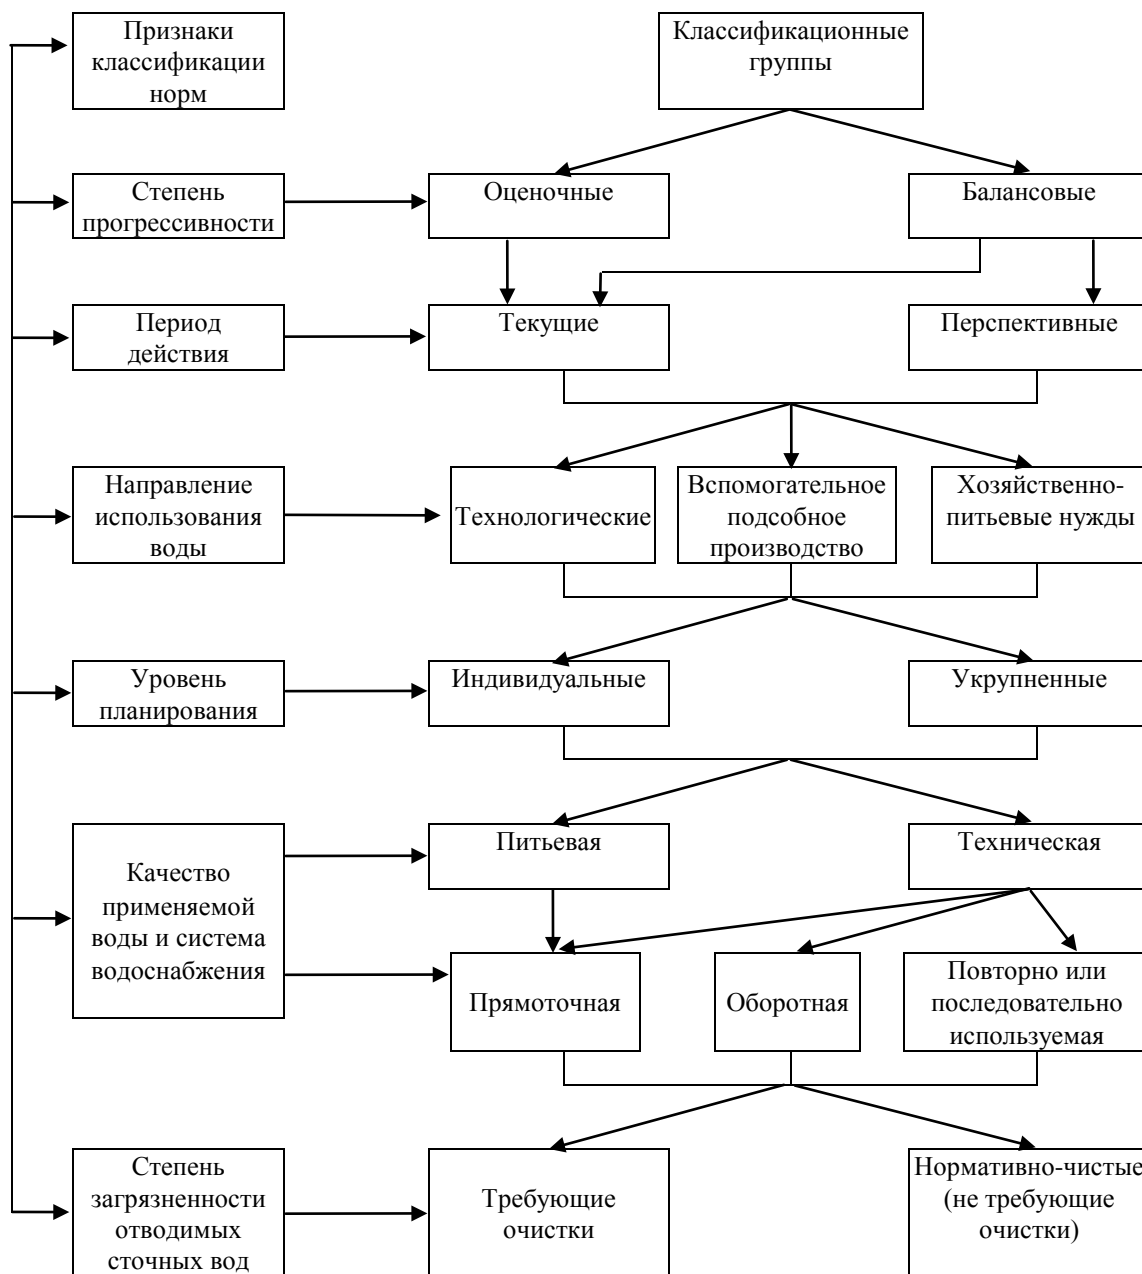 Признаки
классификации
норм
Классификационные
группы
Степень
прогрессивности
Оценочные
Балансовые
Период
действия
Текущие
Перспективные
Направление
использования
воды
Технологические
Вспомогательное
подсобное
производство
Хозяйственно-
питьевые нужды
Уровень
планирования
Индивидуальные
Укрупненные
Качество
применяемой
воды и система
водоснабжения
Питьевая
Техническая
Прямоточная
Оборотная
Повторно или
последовательно
используемая
Степень
загрязненности
отводимых
сточных вод
Требующие
очистки
Нормативно-чистые
(не требующие
очистки)